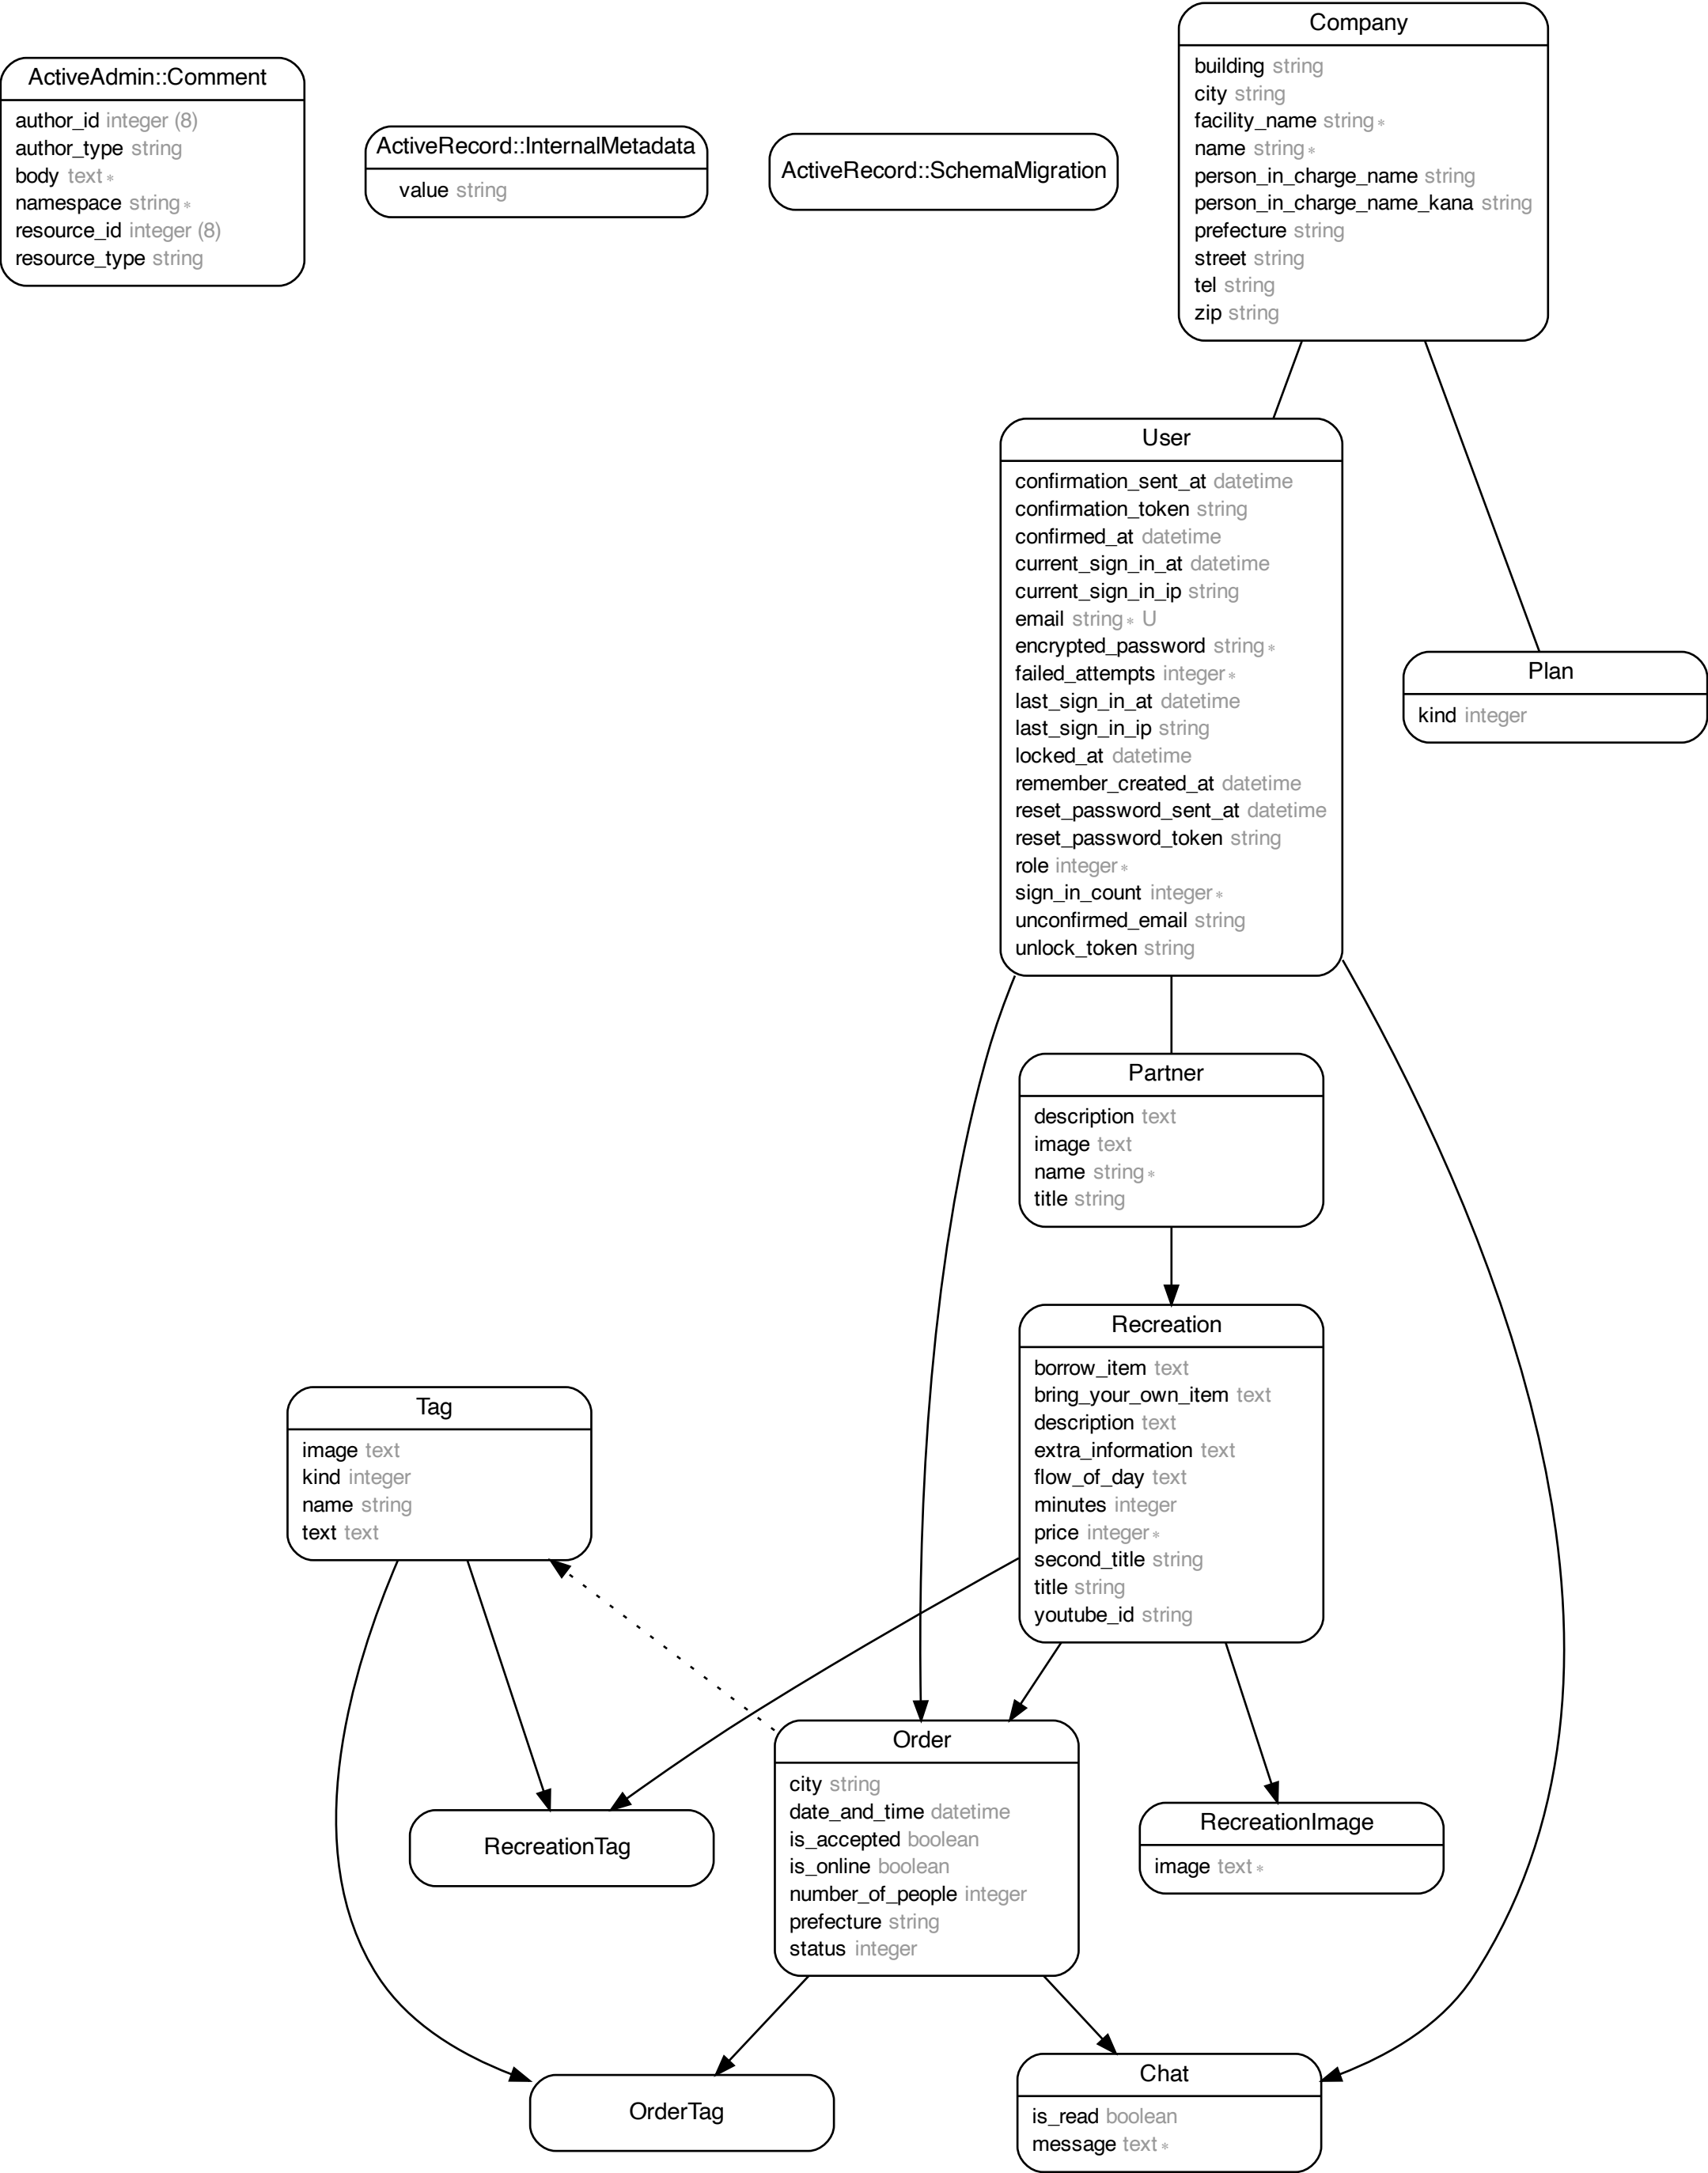 Company
building string
city string
facility_name string ∗
name string ∗
person_in_charge_name string
person_in_charge_name_kana string
prefecture string
street string
tel string
zip string
ActiveAdmin::Comment
author_id integer (8)
author_type string
body text ∗
namespace string ∗
resource_id integer (8)
resource_type string
ActiveRecord::InternalMetadata
value string
ActiveRecord::SchemaMigration
User
confirmation_sent_at datetime
confirmation_token string
confirmed_at datetime
current_sign_in_at datetime
current_sign_in_ip string
email string ∗ U
encrypted_password string ∗
failed_attempts integer ∗
last_sign_in_at datetime
last_sign_in_ip string
locked_at datetime
remember_created_at datetime
reset_password_sent_at datetime
reset_password_token string
role integer ∗
sign_in_count integer ∗
unconfirmed_email string
unlock_token string
Plan
kind integer
Partner
description text
image text
name string ∗
title string
Recreation
borrow_item text
bring_your_own_item text
description text
extra_information text
flow_of_day text
minutes integer
price integer ∗
second_title string
title string
youtube_id string
Tag
image text
kind integer
name string
text text
Order
city string
date_and_time datetime
is_accepted boolean
is_online boolean
number_of_people integer
prefecture string
status integer
RecreationTag
RecreationImage
image text ∗
OrderTag
Chat
is_read boolean
message text ∗